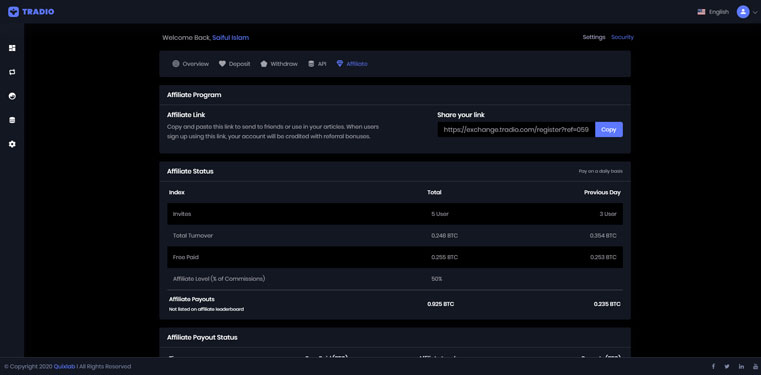 TRADIO
English
Welcome Back, Saiful Islam
Settings Security
Overview Deposit Withdraw API Affiliate
Affiliate Program
Affiliate Link
Copy and paste this link to send to friends or use in your articles. When users
sign up using this link, your account will be credited with referral bonuses.
Share your link
https://exchange.tradio.com/register?ref=059
Copy
Affiliate Status
Pay on a daily basis
Index Total Previous Day
Invites 5 User 3 User
Total Turnover 0.248 BTC 0.354 BTC
Free Paid 0.255 BTC 0.253 BTC
Affiliate Level (% of Commissions) 50%
Affiliate Payouts 0.925 BTC 0.235 BTC
Not listed on affiliate leaderboard
Affiliate Payout Status
© Copyright 2020 Quixlab I All Rights Reserved